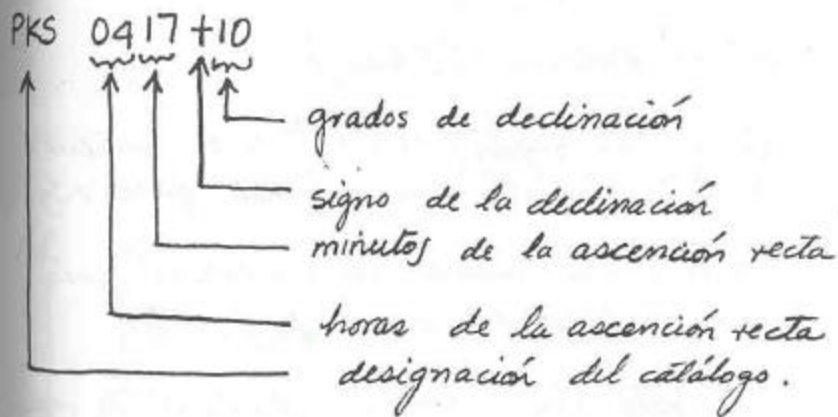 PKS 0417+10
grados de declinación
signo de la declinación
minutos de la ascención recta
horas de la ascención recta
designación del catálogo.